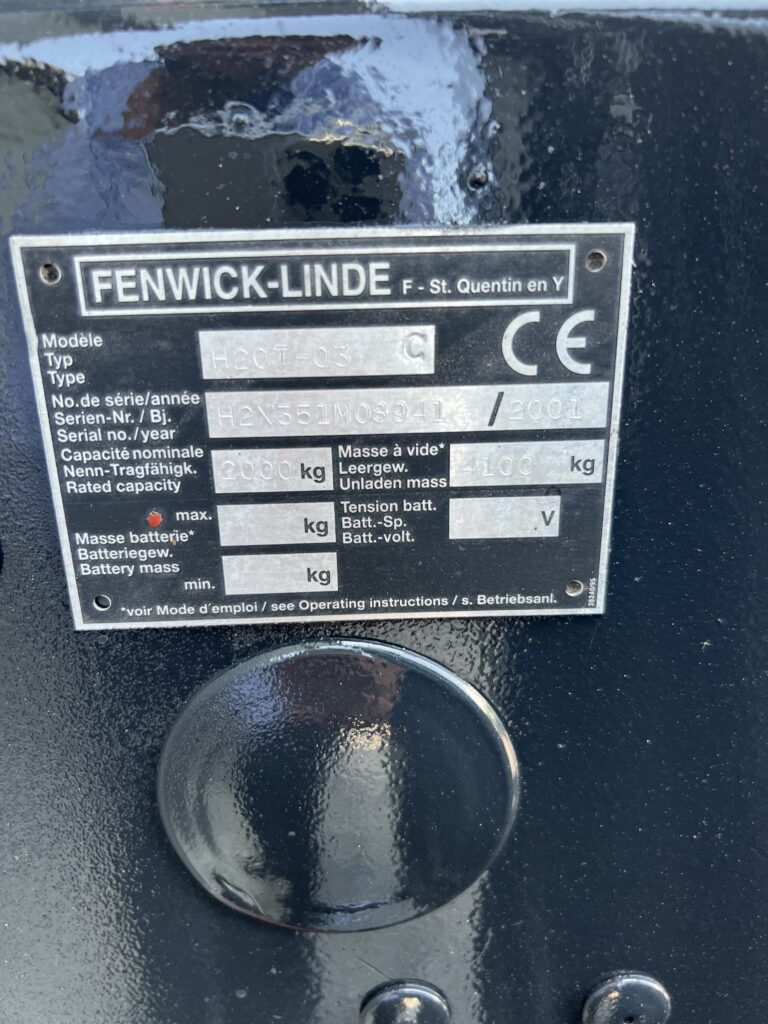 FENWICK-LINDE F - St. Quentin en Y
Modèle
Typ
Type
H20T-03 C
CE
No.de série/année
Serien-Nr. / Bj.
Serial no./year
H2X351M08941 / 2001
Capacité nominale
Nenn-Tragfähigk.
Rated capacity
2000 kg
Masse à vide*
Leergew.
Unladen mass
kg
max.
kg
Masse batterie*
Batteriegew.
Battery mass
min.
kg
Tension batt.
Batt.-Sp.
Batt.-volt.
V
*voir Mode d'emploi / see Operating instructions / s. Betriebsanl.